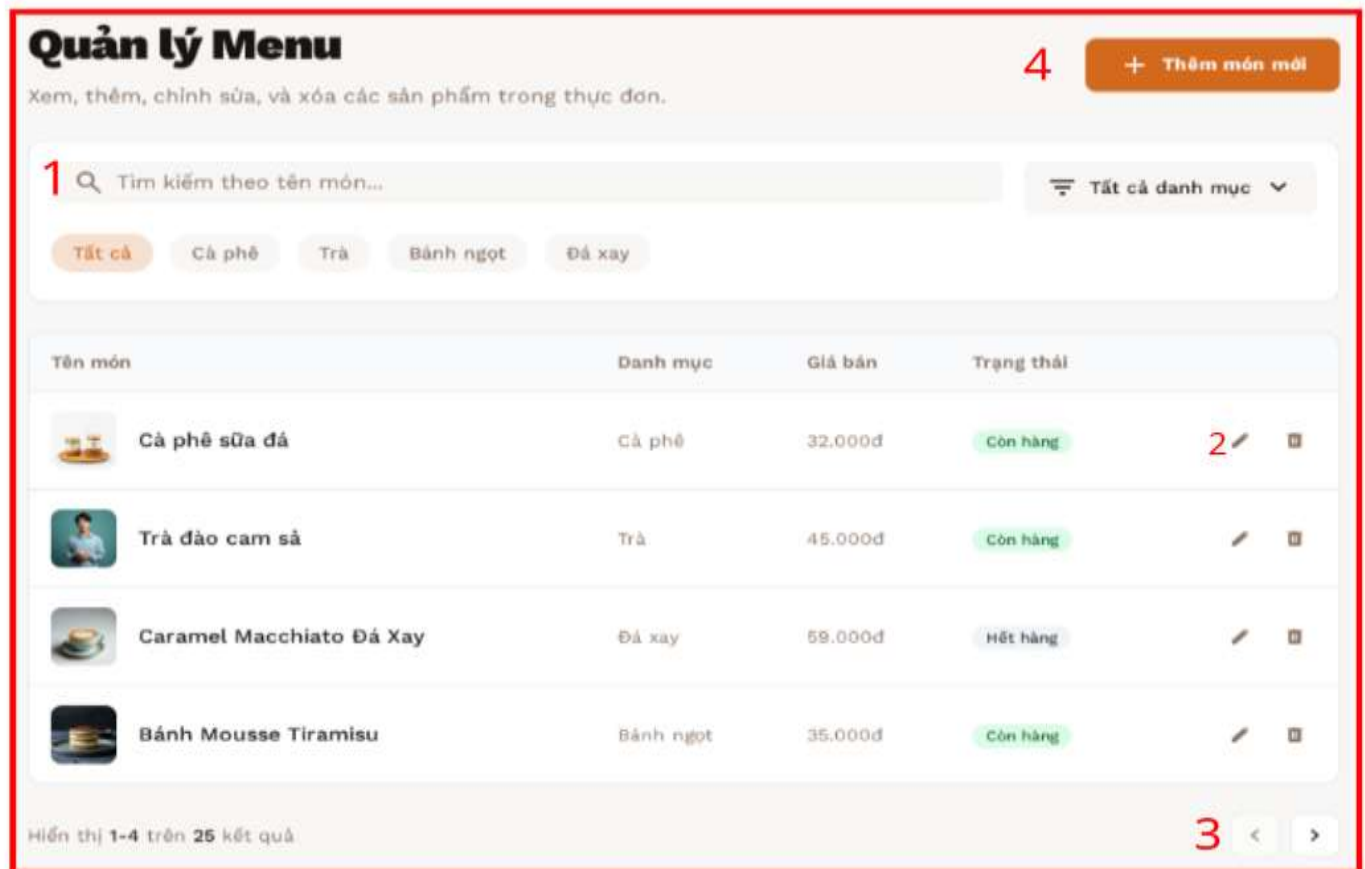 Quản lý Menu
4
+ Thêm món mới
Xem, thêm, chỉnh sửa, và xóa các sản phẩm trong thực đơn.
1
Tìm kiếm theo tên món...
Tất cả danh mục
Tất cả Cà phê Trà Bánh ngọt Đá xay
Tên món Danh mục Giá bán Trạng thái
Cà phê sữa đá Cà phê 32.000đ Còn hàng 2
Trà đào cam sả Trà 45.000đ Còn hàng
Caramel Macchiato Đá Xay Đá xay 59.000đ Hết hàng
Bánh Mousse Tiramisu Bánh ngọt 35.000đ Còn hàng
Hiển thị 1-4 trên 25 kết quả 3 < >